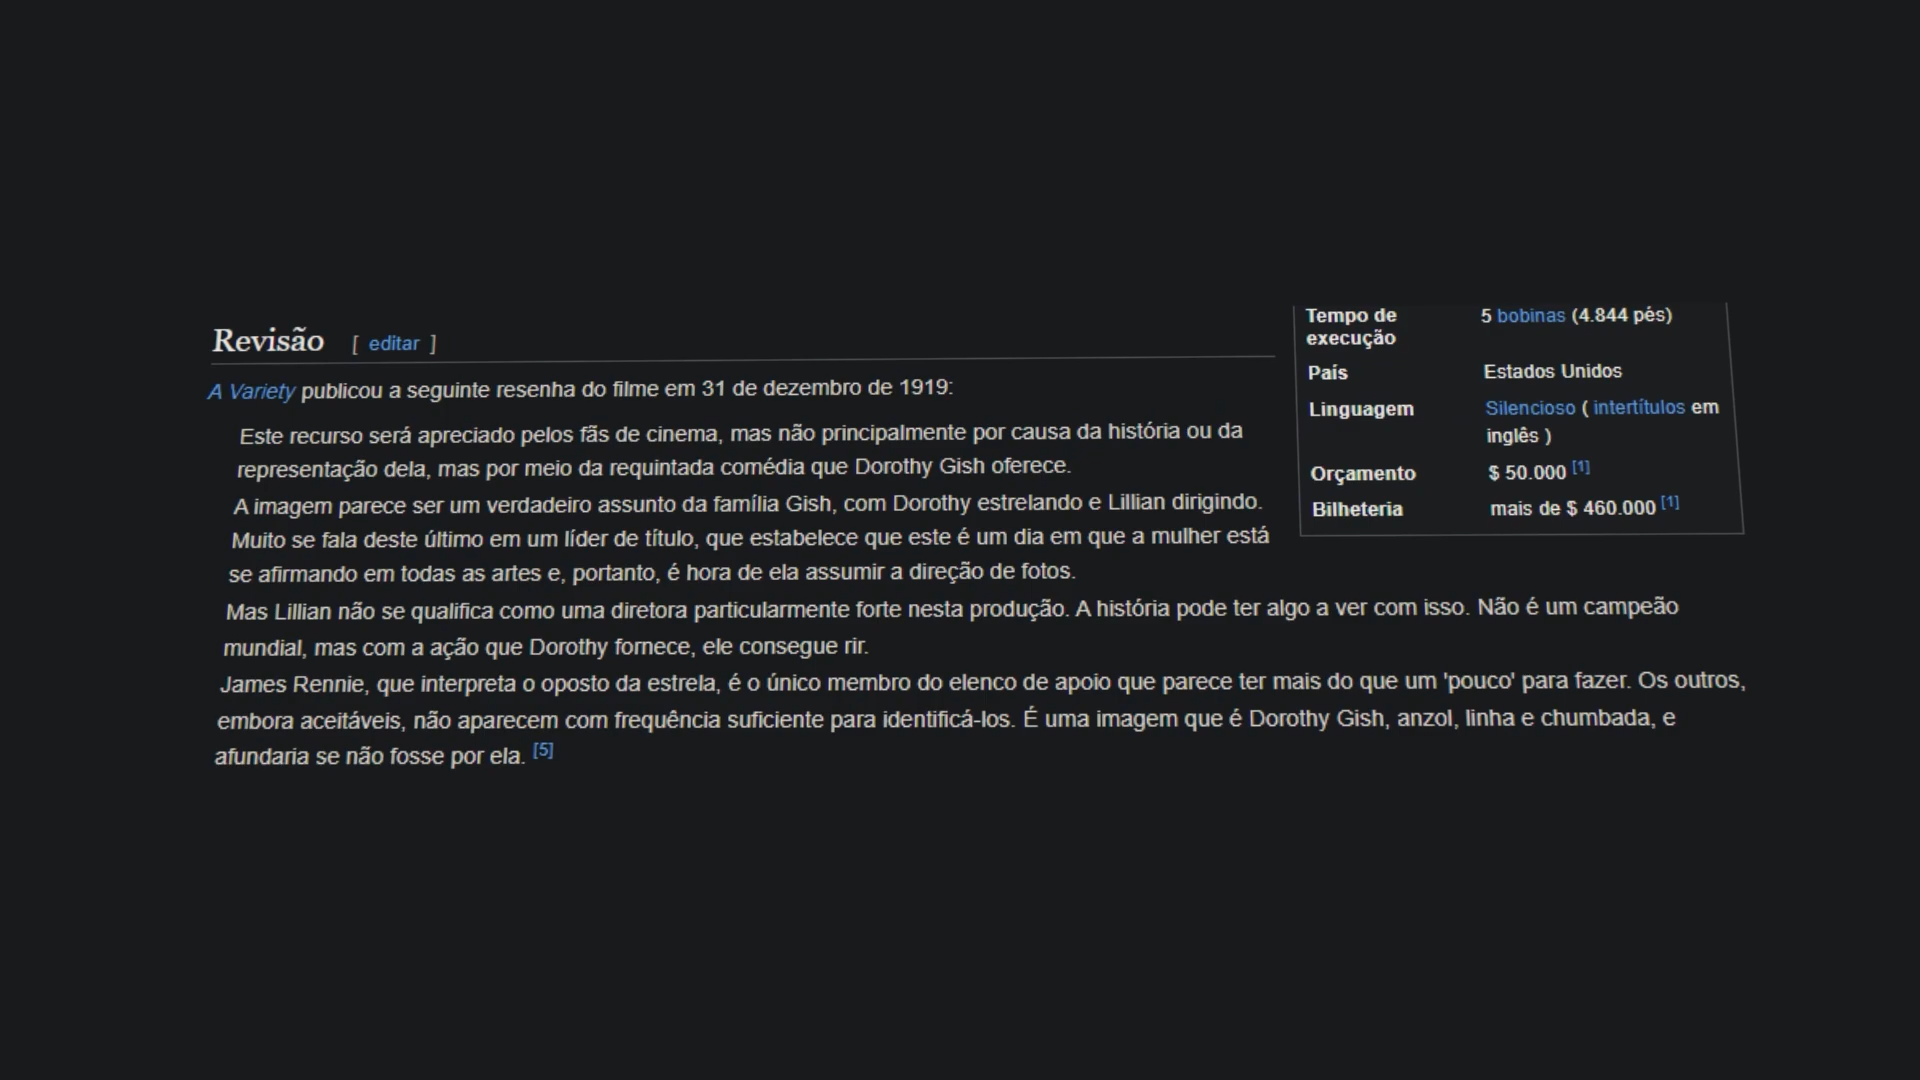 Revisão [ editar ]
A Variety publicou a seguinte resenha do filme em 31 de dezembro de 1919:
Este recurso será apreciado pelos fãs de cinema, mas não principalmente por causa da história ou da
representação dela, mas por meio da requintada comédia que Dorothy Gish oferece.
A imagem parece ser um verdadeiro assunto da família Gish, com Dorothy estrelando e Lillian dirigindo.
Muito se fala deste último em um líder de título, que estabelece que este é um dia em que a mulher está
se afirmando em todas as artes e, portanto, é hora de ela assumir a direção de fotos.
Mas Lillian não se qualifica como uma diretora particularmente forte nesta produção. A história pode ter algo a ver com isso. Não é um campeão
mundial, mas com a ação que Dorothy fornece, ele consegue rir.
James Rennie, que interpreta o oposto da estrela, é o único membro do elenco de apoio que parece ter mais do que um 'pouco' para fazer. Os outros,
embora aceitáveis, não aparecem com frequência suficiente para identificá-los. É uma imagem que é Dorothy Gish, anzol, linha e chumbada, e
afundaria se não fosse por ela. [5]
Tempo de 5 bobinas (4.844 pés)
execução
País Estados Unidos
Linguagem Silencioso ( intertítulos em
inglês )
Orçamento $ 50.000 [1]
Bilheteria mais de $ 460.000 [1]